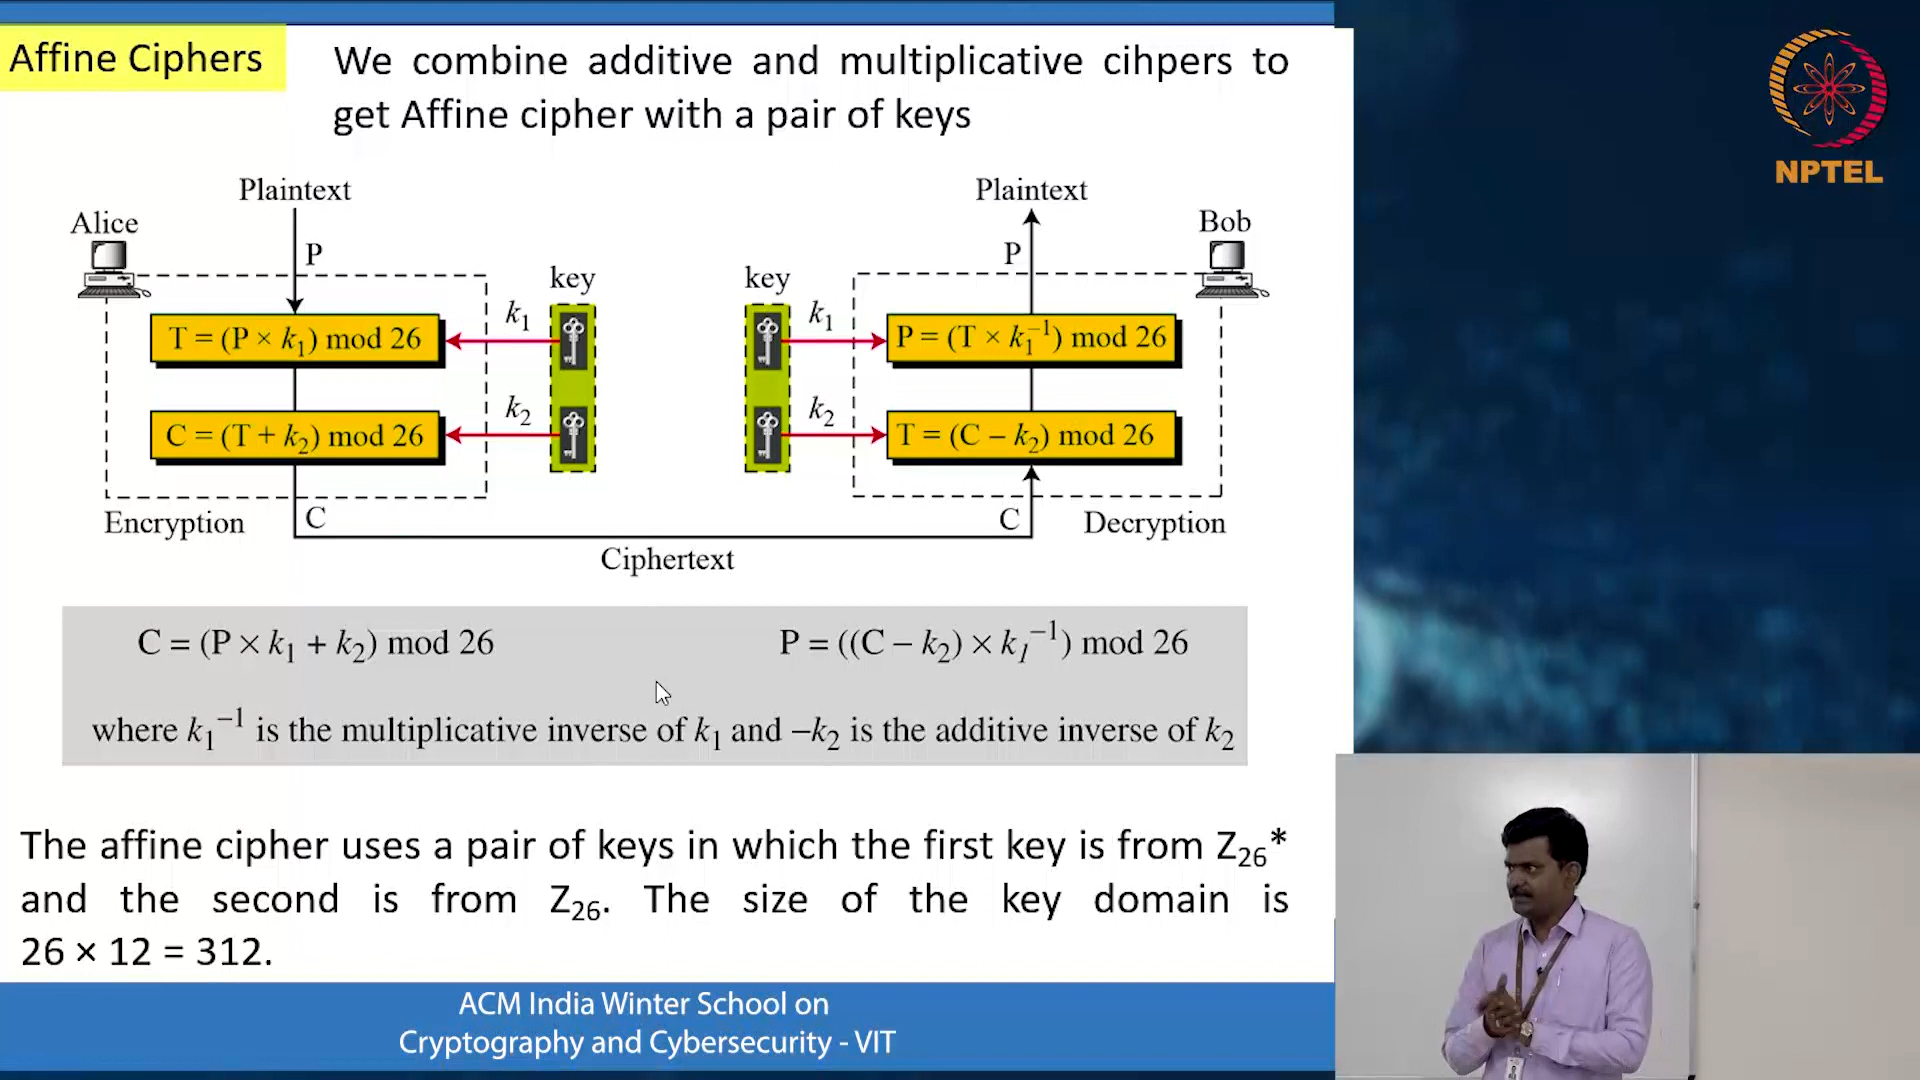 Affine Ciphers
We combine additive and multiplicative cihpers to
get Affine cipher with a pair of keys
NPTEL
Plaintext
Plaintext
Alice
Bob
P
P
key
key
T = (P × k₁) mod 26
k₁
k₁
P = (T × k₁⁻¹) mod 26
C = (T + k₂) mod 26
k₂
k₂
T = (C – k₂) mod 26
Encryption
C
C
Decryption
Ciphertext
C = (P × k₁ + k₂) mod 26
P = ((C – k₂) × k₁⁻¹) mod 26
where k₁⁻¹ is the multiplicative inverse of k₁ and –k₂ is the additive inverse of k₂
The affine cipher uses a pair of keys in which the first key is from Z₂₆*
and the second is from Z₂₆. The size of the key domain is
26 × 12 = 312.
ACM India Winter School on
Cryptography and Cybersecurity - VIT